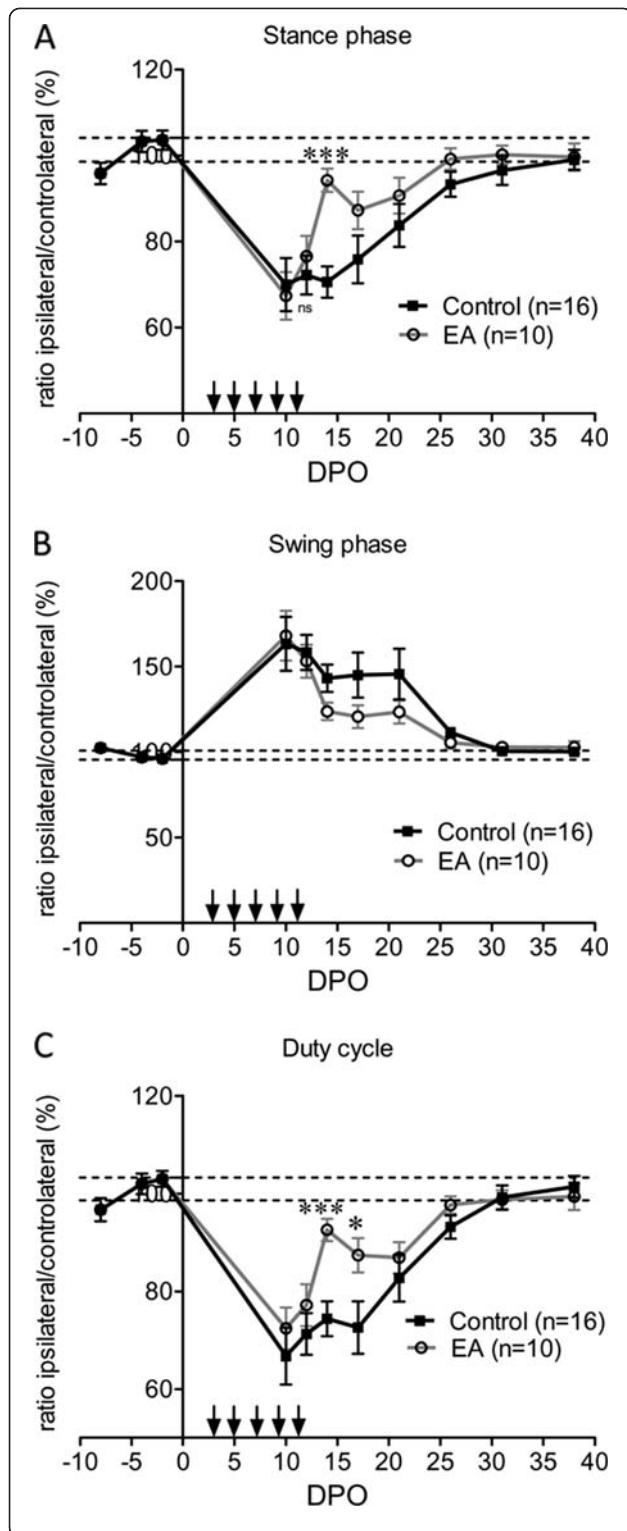 A
Stance phase
ratio ipsilateral/controlateral (%)
120
100
80
60
***
ns
Control (n=16)
EA (n=10)
-10 -5 0 5 10 15 20 25 30 35 40
DPO
B
Swing phase
ratio ipsilateral/controlateral (%)
200
150
100
50
Control (n=16)
EA (n=10)
-10 -5 0 5 10 15 20 25 30 35 40
DPO
C
Duty cycle
ratio ipsilateral/controlateral (%)
120
100
80
60
*** *
Control (n=16)
EA (n=10)
-10 -5 0 5 10 15 20 25 30 35 40
DPO